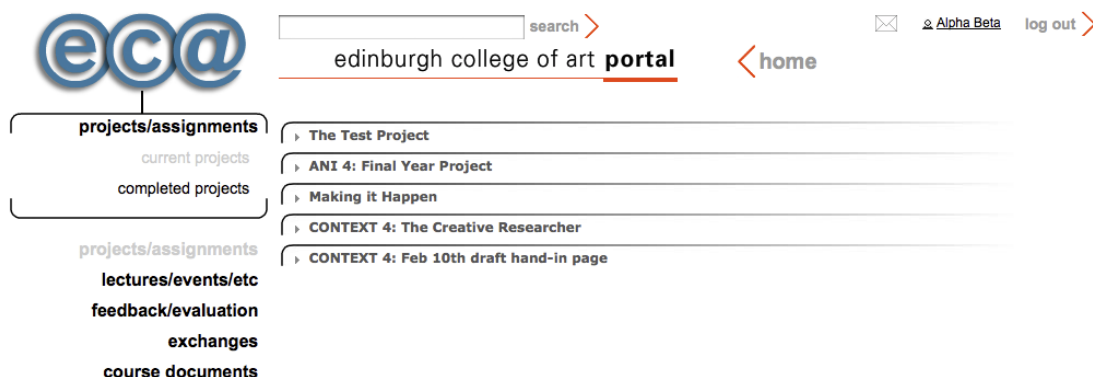 eca
search
Alpha Beta
log out
edinburgh college of art portal
home
projects/assignments
current projects
completed projects
The Test Project
ANI 4: Final Year Project
Making it Happen
CONTEXT 4: The Creative Researcher
CONTEXT 4: Feb 10th draft hand-in page
projects/assignments
lectures/events/etc
feedback/evaluation
exchanges
course documents